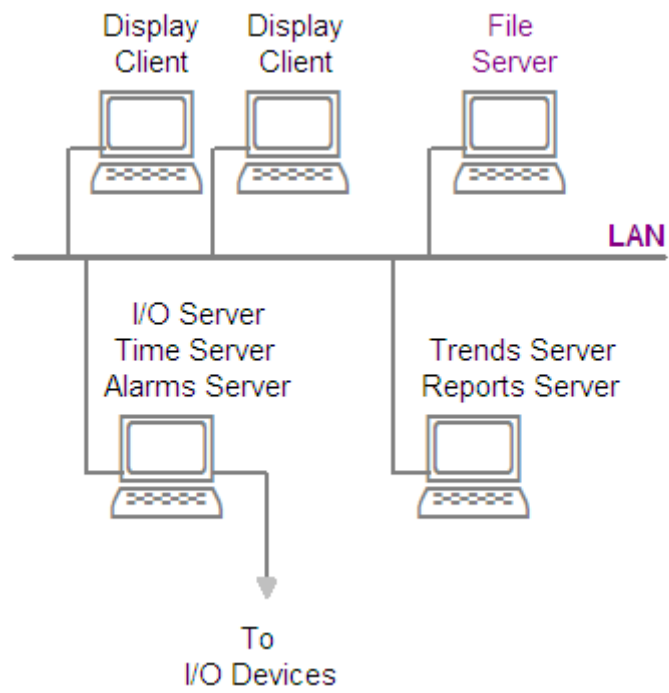 Display
Client
Display
Client
File
Server
LAN
I/O Server
Time Server
Alarms Server
Trends Server
Reports Server
To
I/O Devices